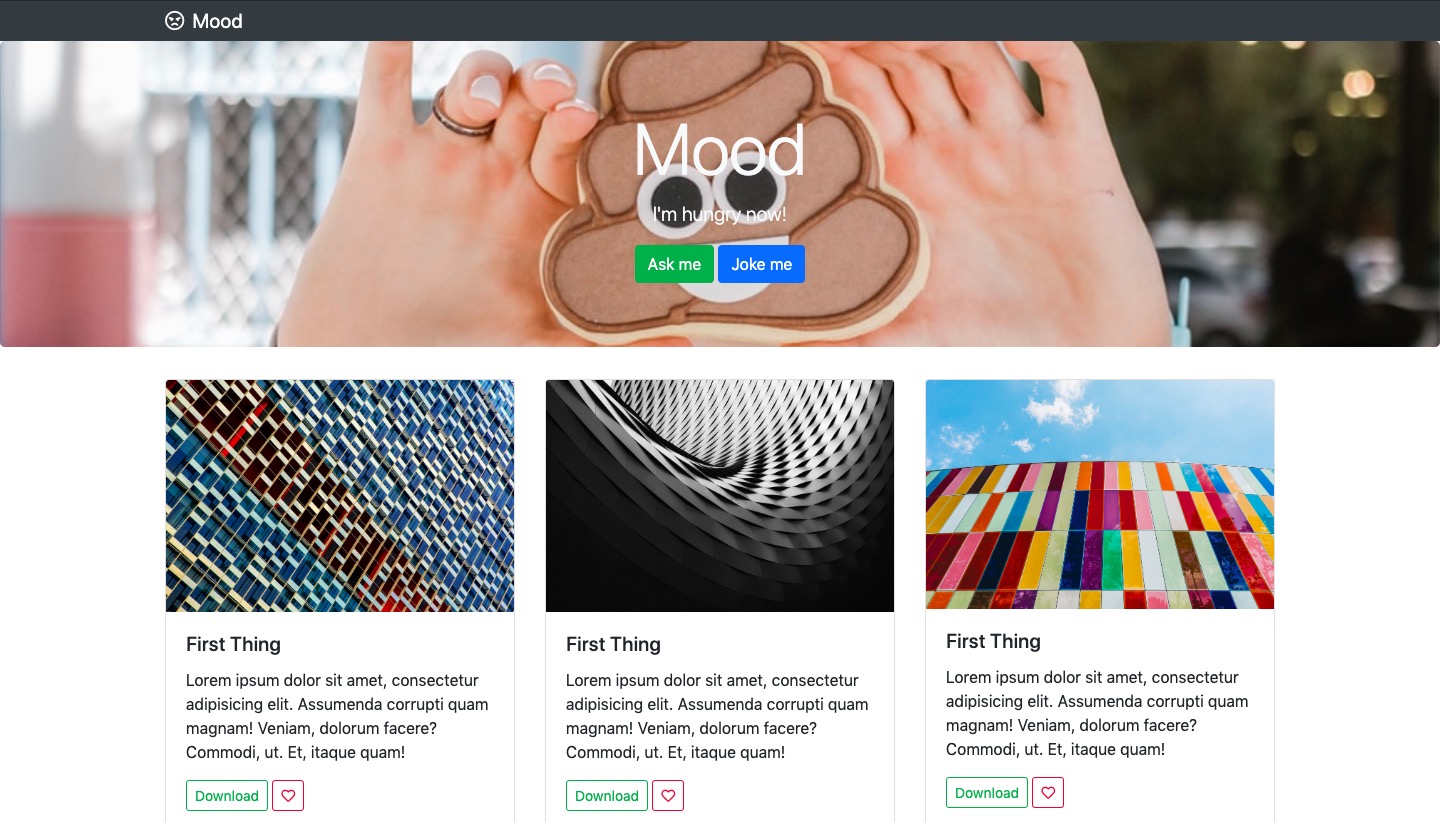 Mood
Mood
I'm hungry now!
Ask me Joke me
First Thing
Lorem ipsum dolor sit amet, consectetur
adipisicing elit. Assumenda corrupti quam
magnam! Veniam, dolorum facere?
Commodi, ut. Et, itaque quam!
Download
First Thing
Lorem ipsum dolor sit amet, consectetur
adipisicing elit. Assumenda corrupti quam
magnam! Veniam, dolorum facere?
Commodi, ut. Et, itaque quam!
Download
First Thing
Lorem ipsum dolor sit amet, consectetur
adipisicing elit. Assumenda corrupti quam
magnam! Veniam, dolorum facere?
Commodi, ut. Et, itaque quam!
Download